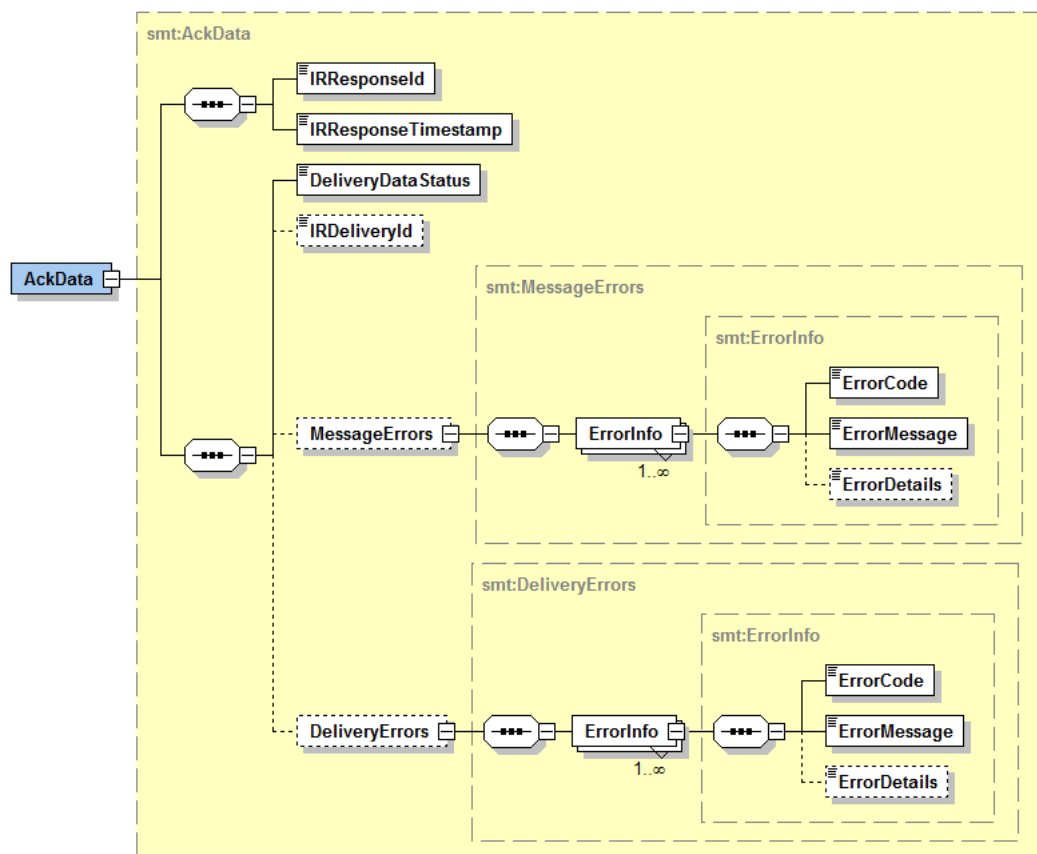 smt:AckData
IRResponseId
IRResponseTimestamp
DeliveryDataStatus
IRDeliveryId
AckData
smt:MessageErrors
smt:ErrorInfo
ErrorCode
MessageErrors
ErrorInfo
ErrorMessage
1..∞
ErrorDetails
smt:DeliveryErrors
smt:ErrorInfo
ErrorCode
DeliveryErrors
ErrorInfo
ErrorMessage
1..∞
ErrorDetails